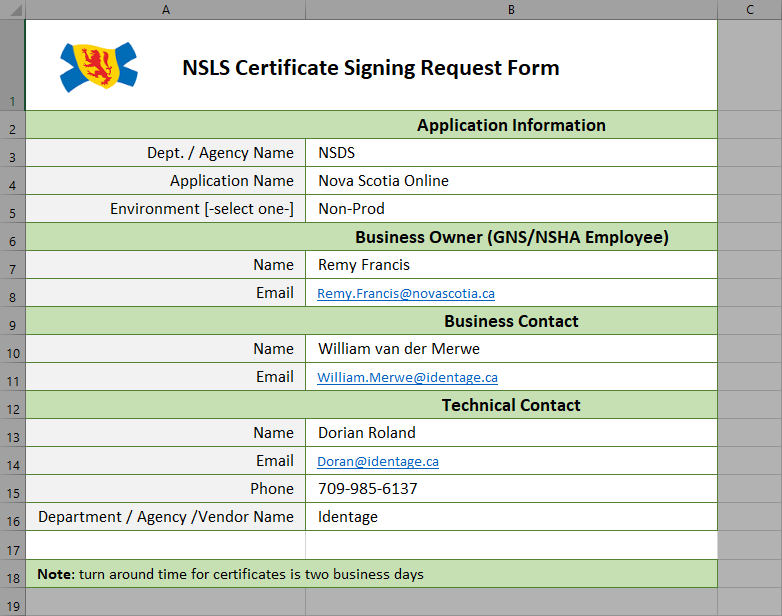 A B C
1 NSLS Certificate Signing Request Form
2 Application Information
3 Dept. / Agency Name NSDS
4 Application Name Nova Scotia Online
5 Environment [-select one-] Non-Prod
6 Business Owner (GNS/NSHA Employee)
7 Name Remy Francis
8 Email Remy.Francis@novascotia.ca
9 Business Contact
10 Name William van der Merwe
11 Email William.Merwe@identage.ca
12 Technical Contact
13 Name Dorian Roland
14 Email Doran@identage.ca
15 Phone 709-985-6137
16 Department / Agency /Vendor Name Identage
17
18 Note: turn around time for certificates is two business days
19